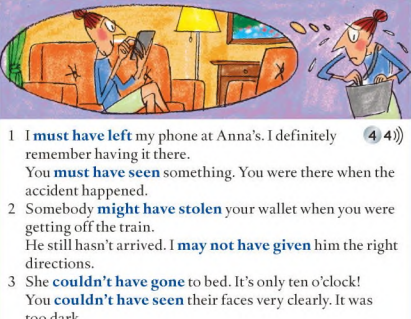 1 I must have left my phone at Anna's. I definitely 4 4))
remember having it there.
You must have seen something. You were there when the
accident happened.
2 Somebody might have stolen your wallet when you were
getting off the train.
He still hasn't arrived. I may not have given him the right
directions.
3 She couldn't have gone to bed. It's only ten o'clock!
You couldn't have seen their faces very clearly. It was
too dark